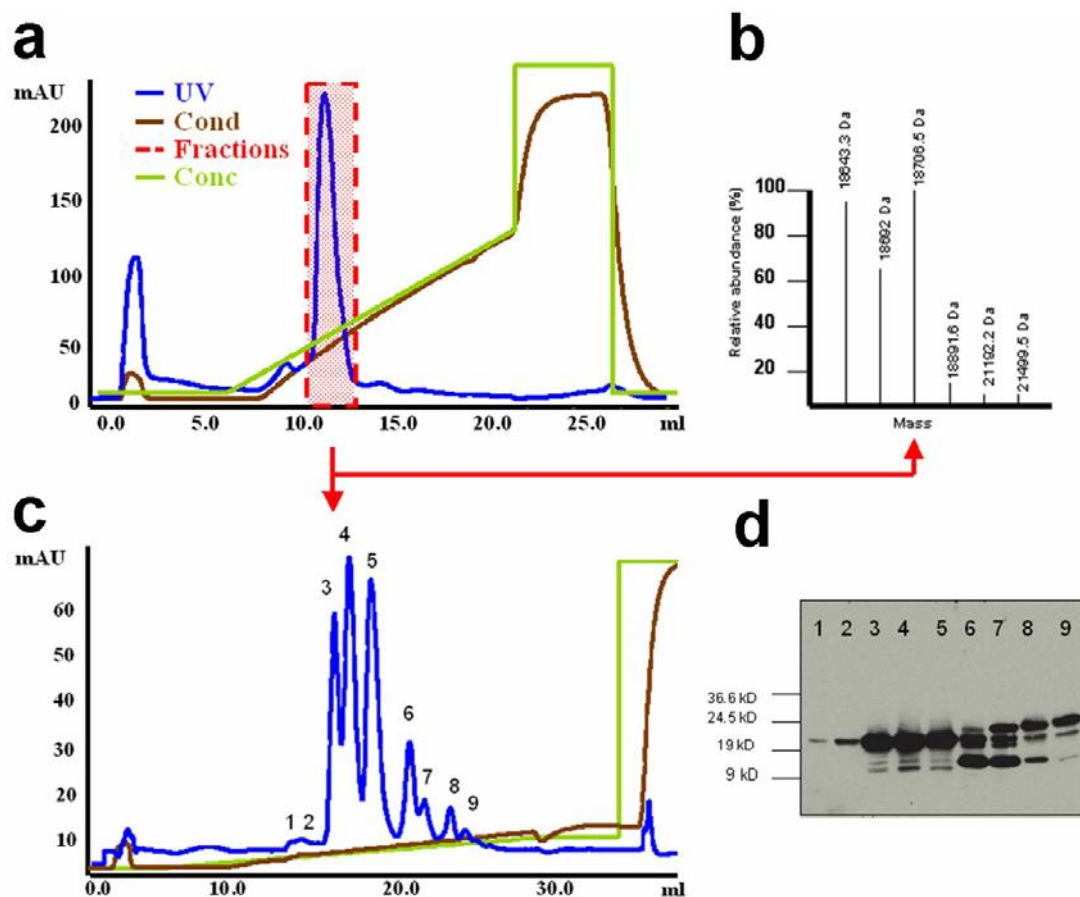 a
mAU
UV
Cond
Fractions
Conc
200
150
100
50
0
0.0 5.0 10.0 15.0 20.0 25.0 ml
b
Relative abundance (%)
100
80
60
40
20
18643.3 Da
18692 Da
18706.5 Da
18891.6 Da
21192.2 Da
21499.5 Da
Mass
c
mAU
60
50
40
30
20
10
1 2 3 4 5 6 7 8 9
0.0 10.0 20.0 30.0 ml
d
1 2 3 4 5 6 7 8 9
36.6 kD
24.5 kD
19 kD
9 kD